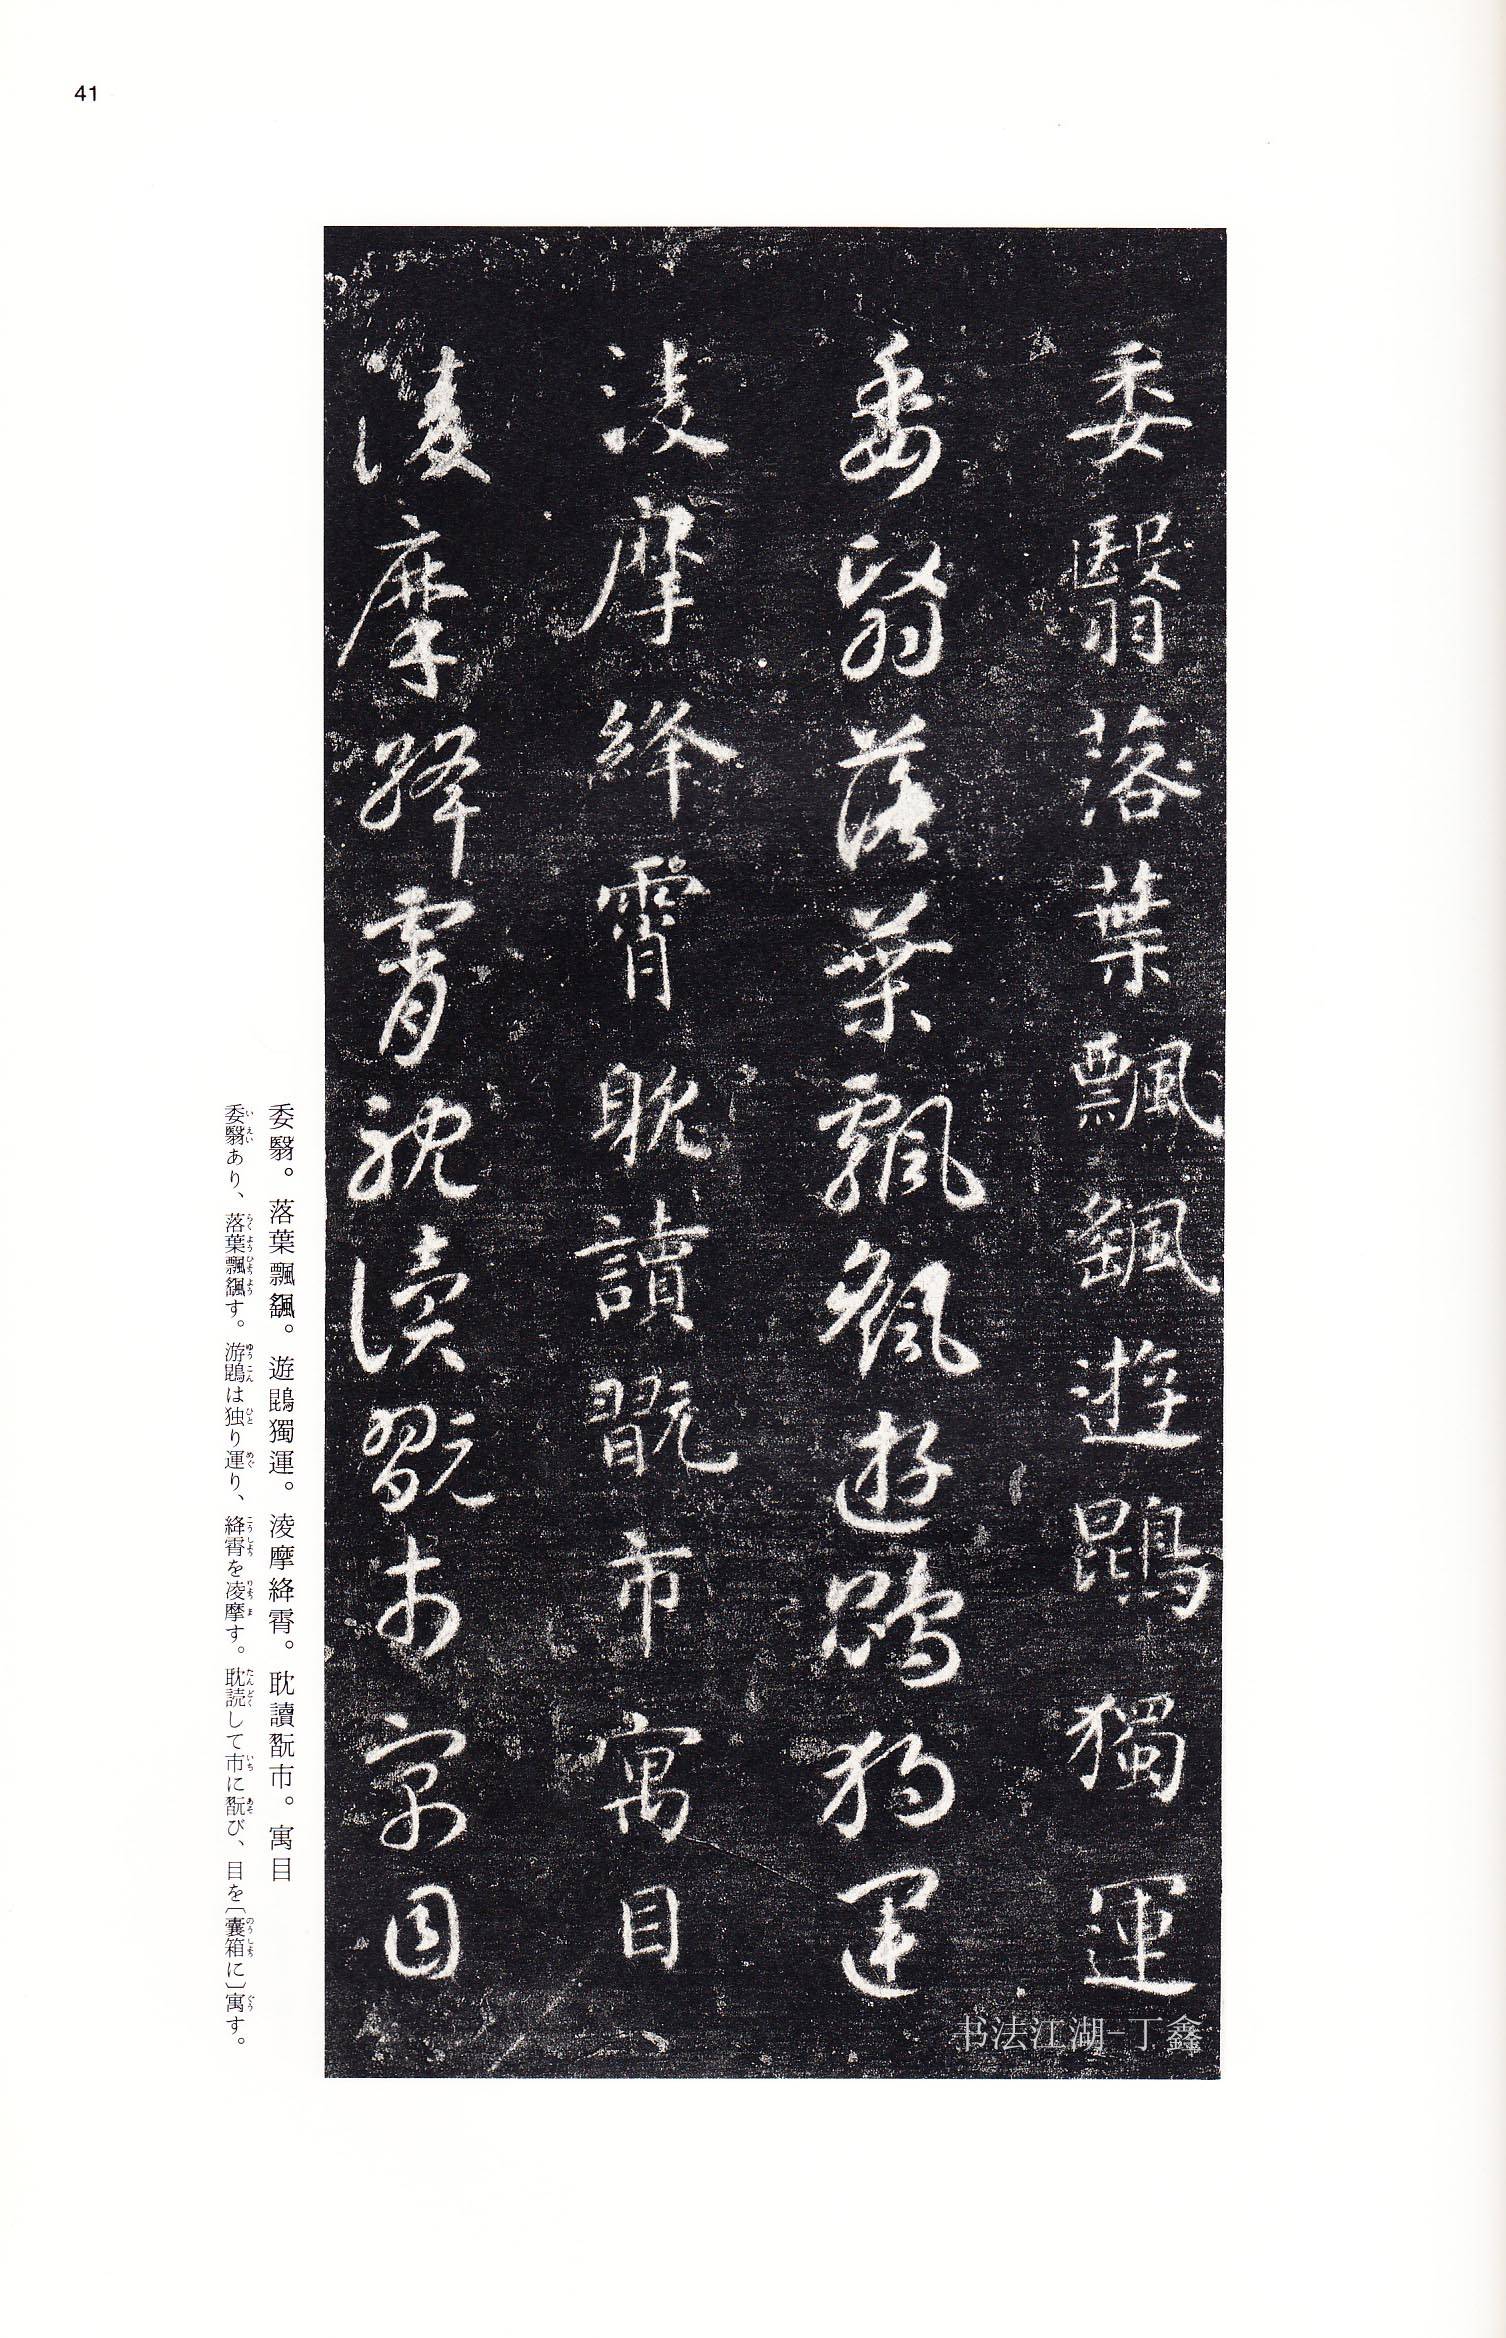 41
委翳落葉飄颻遊鵾獨運
委翳落葉飄颻遊鵾獨運
凌摩絳霄耽讀翫市寓目
凌摩絳霄耽讀翫市寓目
委翳。落葉飄颻。遊鵾獨運。淩摩絳霄。耽讀翫市。寓目
委翳あり、落葉飄颻す。游鵾は独り運り、絳霄を凌摩す。耽読して市に翫び、目を〔嚢箱に〕寓す。
书法江湖-丁鑫